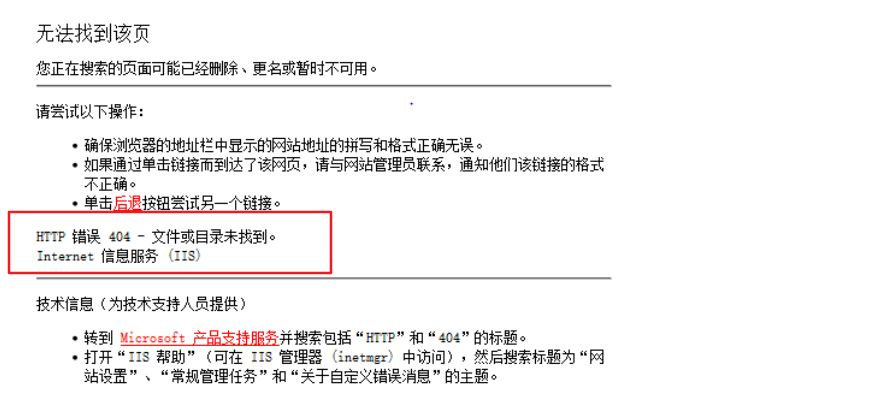 无法找到该页
您正在搜索的页面可能已经删除、更名或暂时不可用。
请尝试以下操作：
• 确保浏览器的地址栏中显示的网站地址的拼写和格式正确无误。
• 如果通过单击链接而到达了该网页，请与网站管理员联系，通知他们该链接的格式
不正确。
• 单击后退按钮尝试另一个链接。
HTTP 错误 404 - 文件或目录未找到。
Internet 信息服务 (IIS)
技术信息（为技术支持人员提供）
• 转到 Microsoft 产品支持服务并搜索包括“HTTP”和“404”的标题。
• 打开“IIS 帮助”（可在 IIS 管理器 (inetmgr) 中访问），然后搜索标题为“网
站设置”、“常规管理任务”和“关于自定义错误消息”的主题。